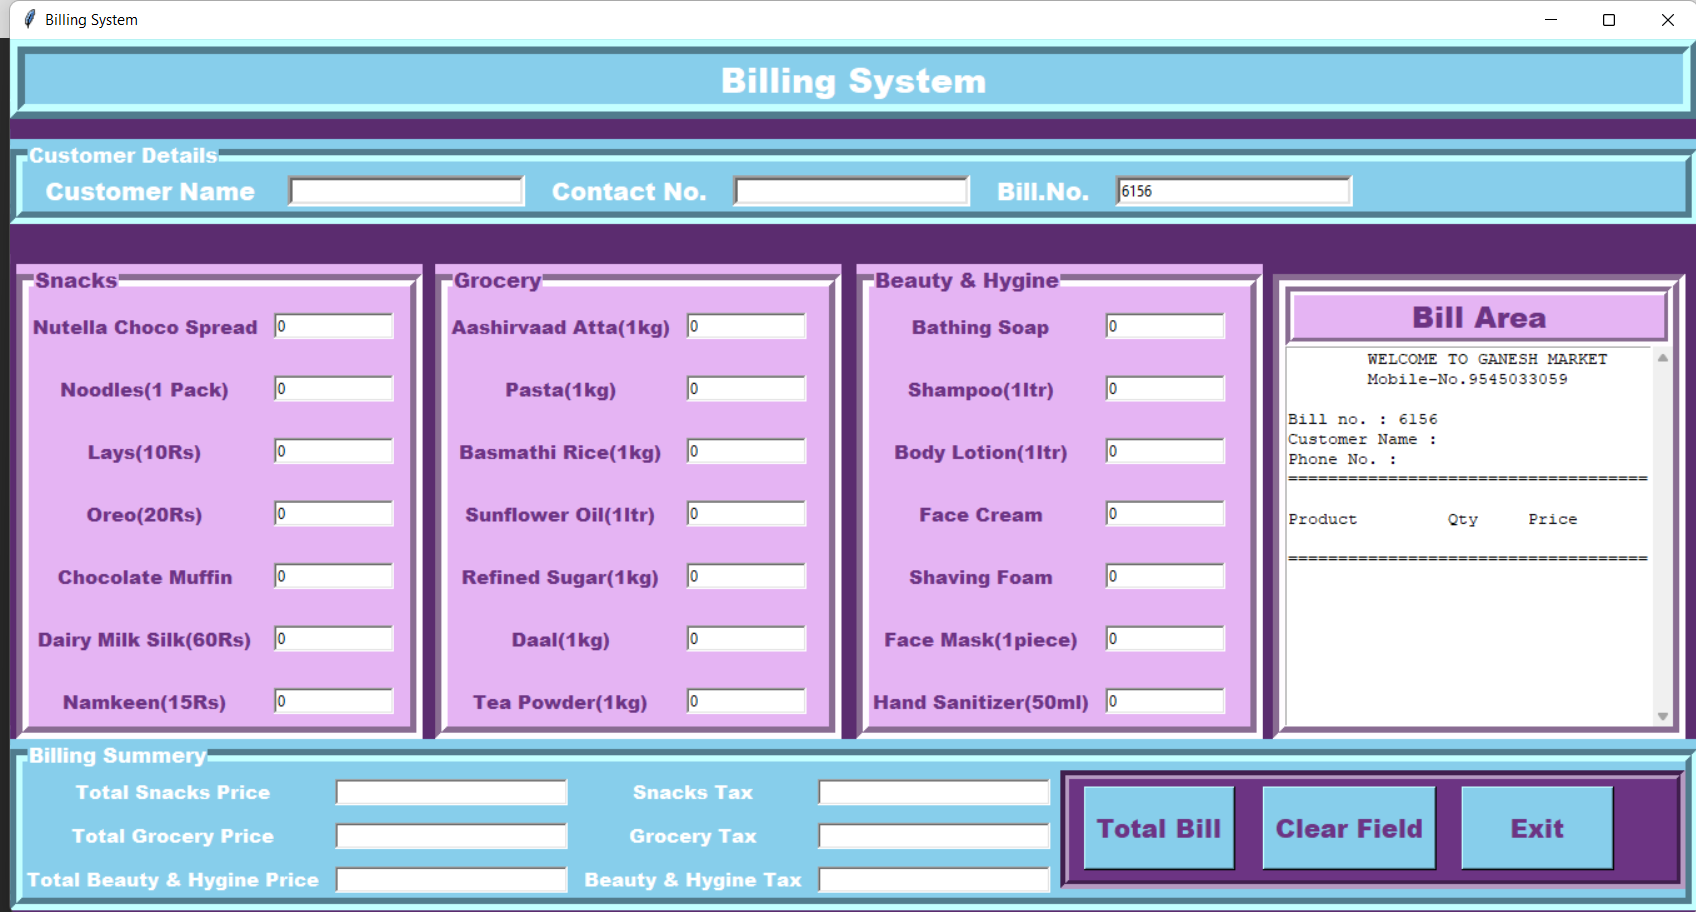 Billing System
Billing System
Customer Details
Customer Name
Contact No.
Bill.No. 6156
Snacks
Nutella Choco Spread 0
Noodles(1 Pack) 0
Lays(10Rs) 0
Oreo(20Rs) 0
Chocolate Muffin 0
Dairy Milk Silk(60Rs) 0
Namkeen(15Rs) 0
Grocery
Aashirvaad Atta(1kg) 0
Pasta(1kg) 0
Basmathi Rice(1kg) 0
Sunflower Oil(1ltr) 0
Refined Sugar(1kg) 0
Daal(1kg) 0
Tea Powder(1kg) 0
Beauty & Hygine
Bathing Soap 0
Shampoo(1ltr) 0
Body Lotion(1ltr) 0
Face Cream 0
Shaving Foam 0
Face Mask(1piece) 0
Hand Sanitizer(50ml) 0
Bill Area
WELCOME TO GANESH MARKET
Mobile-No.9545033059
Bill no. : 6156
Customer Name :
Phone No. :
====================================
Product Qty Price
====================================
Billing Summery
Total Snacks Price
Total Grocery Price
Total Beauty & Hygine Price
Snacks Tax
Grocery Tax
Beauty & Hygine Tax
Total Bill
Clear Field
Exit